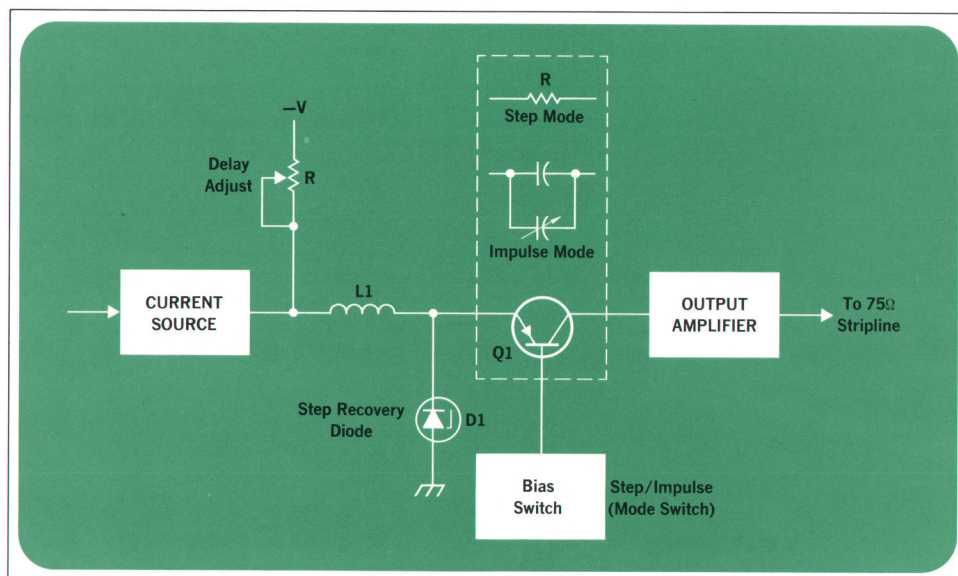 R
Step Mode
—V
Delay
Adjust
R
Impulse Mode
CURRENT
SOURCE
L1
OUTPUT
AMPLIFIER
To 75Ω
Stripline
Q1
Step Recovery
Diode
D1
Bias
Switch
Step/Impulse
(Mode Switch)